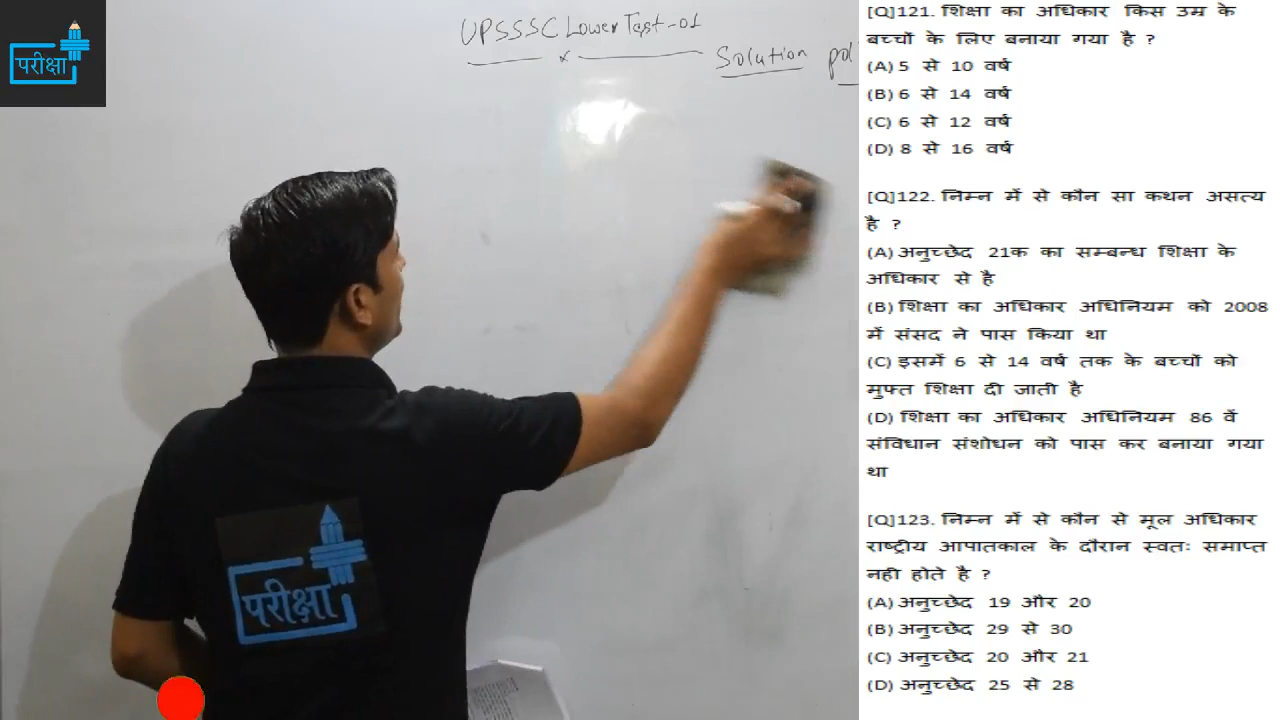 परीक्षा
UPSSSC Lower Test-01
Solution pol
परीक्षा
[Q]121. शिक्षा का अधिकार किस उम्र के
बच्चों के लिए बनाया गया है ?
(A) 5 से 10 वर्ष
(B) 6 से 14 वर्ष
(C) 6 से 12 वर्ष
(D) 8 से 16 वर्ष
[Q]122. निम्न में से कौन सा कथन असत्य
है ?
(A) अनुच्छेद 21क का सम्बन्ध शिक्षा के
अधिकार से है
(B) शिक्षा का अधिकार अधिनियम को 2008
में संसद ने पास किया था
(C) इसमें 6 से 14 वर्ष तक के बच्चों को
मुफ्त शिक्षा दी जाती है
(D) शिक्षा का अधिकार अधिनियम 86 वें
संविधान संशोधन को पास कर बनाया गया
था
[Q]123. निम्न में से कौन से मूल अधिकार
राष्ट्रीय आपातकाल के दौरान स्वतः समाप्त
नही होते है ?
(A) अनुच्छेद 19 और 20
(B) अनुच्छेद 29 से 30
(C) अनुच्छेद 20 और 21
(D) अनुच्छेद 25 से 28